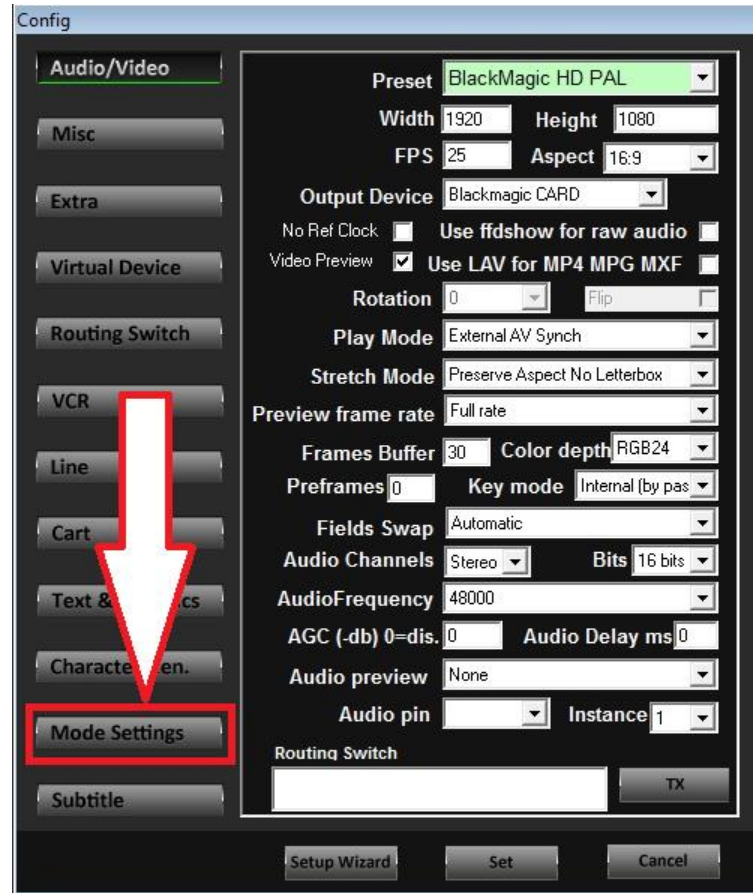 Config
Audio/Video
Misc
Extra
Virtual Device
Routing Switch
VCR
Line
Cart
Text & cs
Characte en.
Mode Settings
Subtitle
Preset BlackMagic HD PAL
Width 1920 Height 1080
FPS 25 Aspect 16:9
Output Device Blackmagic CARD
No Ref Clock Use ffdshow for raw audio
Video Preview Use LAV for MP4 MPG MXF
Rotation 0 Flip
Play Mode External AV Synch
Stretch Mode Preserve Aspect No Letterbox
Preview frame rate Full rate
Frames Buffer 30 Color depth RGB24
Preframes 0 Key mode Internal (by pas
Fields Swap Automatic
Audio Channels Stereo Bits 16 bits
AudioFrequency 48000
AGC (-db) 0=dis. 0 Audio Delay ms 0
Audio preview None
Audio pin Instance 1
Routing Switch
TX
Setup Wizard Set Cancel